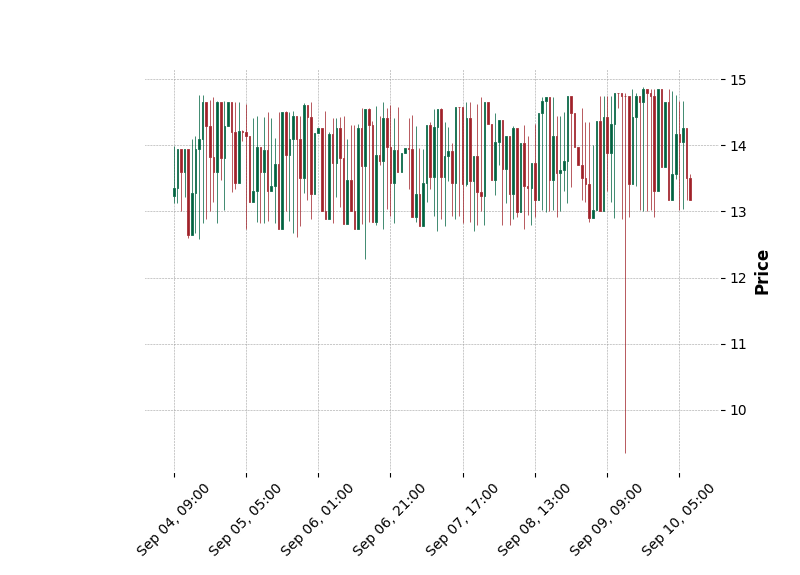 15
14
13
12
11
10
Price
Sep 04, 09:00
Sep 05, 05:00
Sep 06, 01:00
Sep 06, 21:00
Sep 07, 17:00
Sep 08, 13:00
Sep 09, 09:00
Sep 10, 05:00